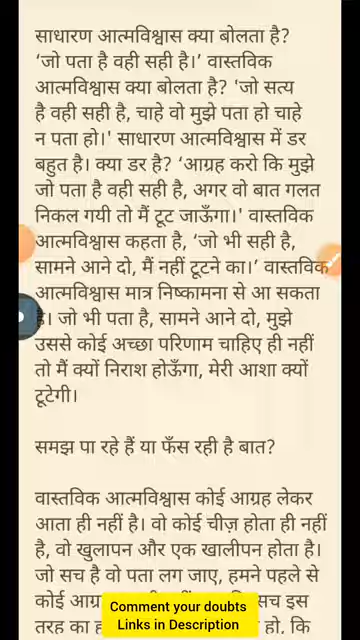 साधारण आत्मविश्वास क्या बोलता है?
'जो पता है वही सही है।' वास्तविक
आत्मविश्वास क्या बोलता है? 'जो सत्य
है वही सही है, चाहे वो मुझे पता हो चाहे
न पता हो।' साधारण आत्मविश्वास में डर
बहुत है। क्या डर है? 'आग्रह करो कि मुझे
जो पता है वही सही है, अगर वो बात गलत
निकल गयी तो मैं टूट जाऊँगा।' वास्तविक
आत्मविश्वास कहता है, 'जो भी सही है,
सामने आने दो, मैं नहीं टूटने का।' वास्तविक
आत्मविश्वास मात्र निष्कामना से आ सकता
है। जो भी पता है, सामने आने दो, मुझे
उससे कोई अच्छा परिणाम चाहिए ही नहीं
तो मैं क्यों निराश होऊँगा, मेरी आशा क्यों
टूटेगी।
समझ पा रहे हैं या फँस रही है बात?
वास्तविक आत्मविश्वास कोई आग्रह लेकर
आता ही नहीं है। वो कोई चीज़ होता ही नहीं
है, वो खुलापन और एक खालीपन होता है।
जो सच है वो पता लग जाए, हमने पहले से
कोई
सच इस
तरह का
हो. कि
Comment your doubts
Links in Description